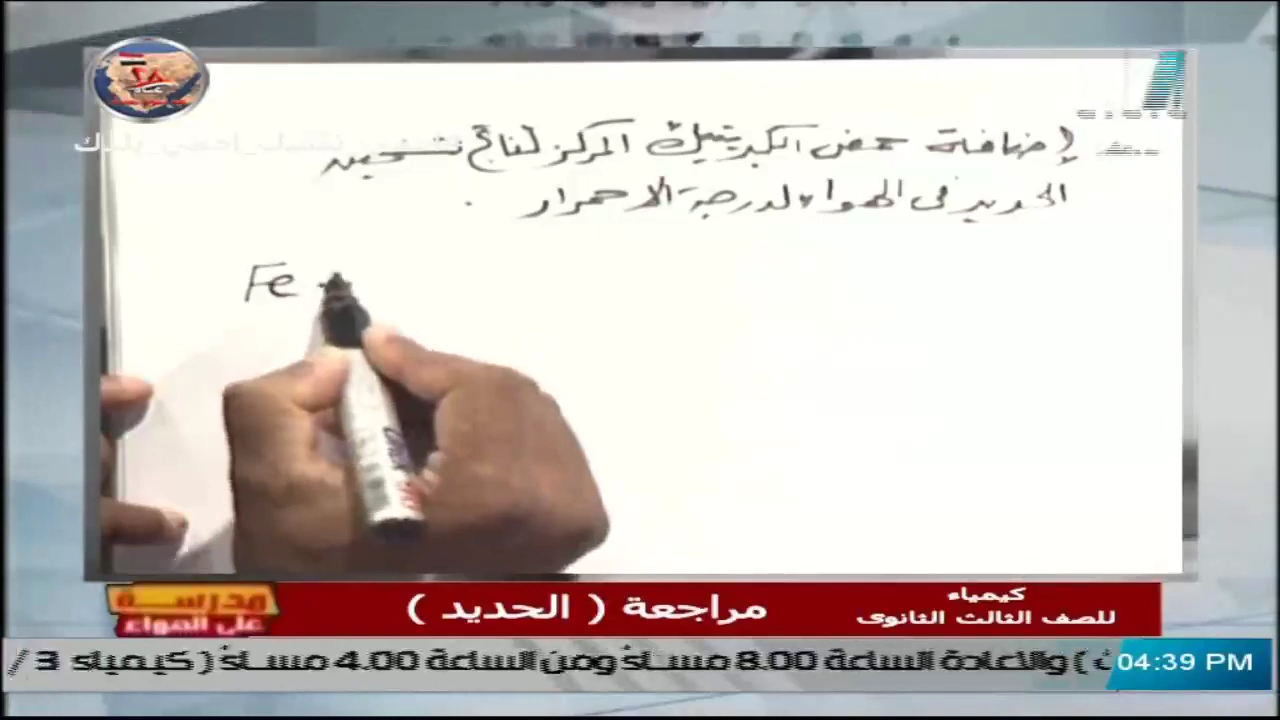 إضافة حمض الكبريتيك المركز لناتج تسخين
الحديد فى الهواء لدرجة الاحمرار .
Fe
مدرسة
على الهواء
مراجعة ( الحديد )
كيمياء
للصف الثالث الثانوى
) والاعادة الساعة 8.00 مساءً ومن الساعة 4.00 مساءً ( كيمياء 3 /
04:39 PM